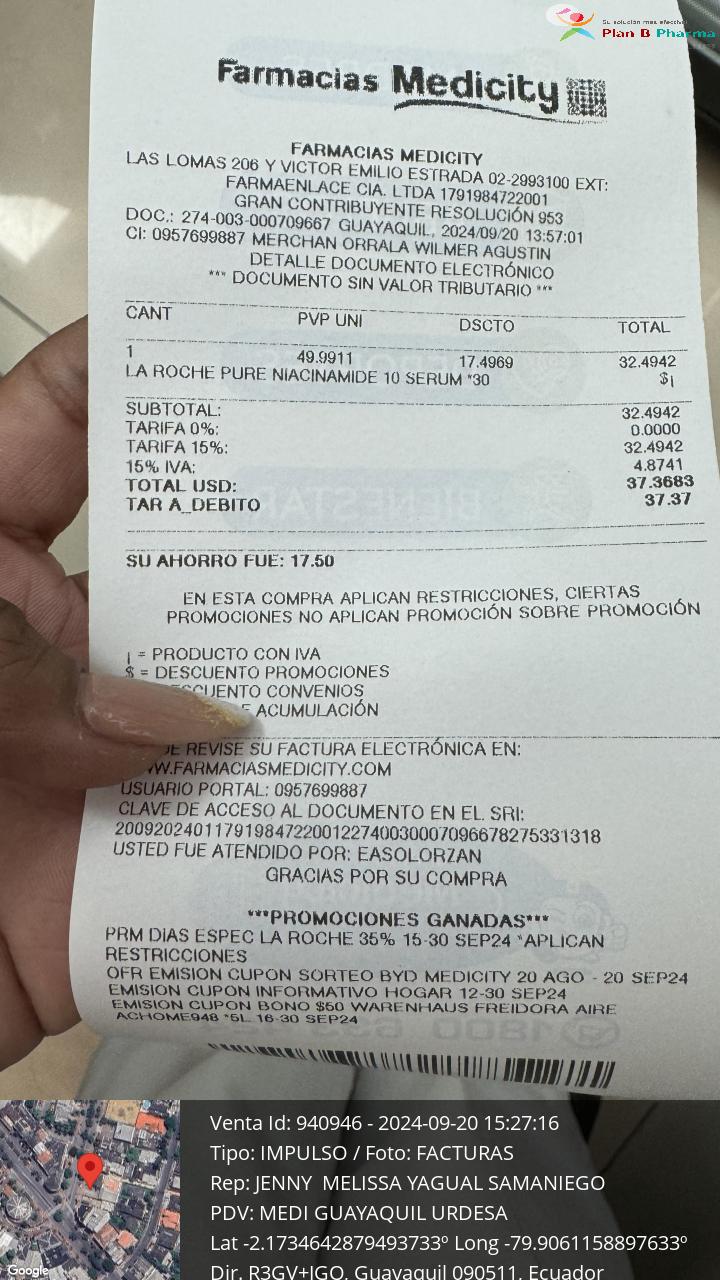 Su solución más efectiva
Plan B Pharma
Farmacias Medicity
FARMACIAS MEDICITY
LAS LOMAS 206 Y VICTOR EMILIO ESTRADA 02-2993100 EXT:
FARMAENLACE CIA. LTDA 1791984722001
GRAN CONTRIBUYENTE RESOLUCIÓN 953
DOC.: 274-003-000709667 GUAYAQUIL, 2024/09/20 13:57:01
CI: 0957699887 MERCHAN ORRALA WILMER AGUSTIN
DETALLE DOCUMENTO ELECTRÓNICO
*** DOCUMENTO SIN VALOR TRIBUTARIO ***
CANT PVP UNI DSCTO TOTAL
1 49.9911 17.4969 32.4942
LA ROCHE PURE NIACINAMIDE 10 SERUM *30 $¡
SUBTOTAL: 32.4942
TARIFA 0%: 0.0000
TARIFA 15%: 32.4942
15% IVA: 4.8741
TOTAL USD: 37.3683
TAR A_DEBITO 37.37
SU AHORRO FUE: 17.50
EN ESTA COMPRA APLICAN RESTRICCIONES, CIERTAS
PROMOCIONES NO APLICAN PROMOCIÓN SOBRE PROMOCIÓN
¡ = PRODUCTO CON IVA
$ = DESCUENTO PROMOCIONES
ESCUENTO CONVENIOS
E ACUMULACIÓN
DE REVISE SU FACTURA ELECTRÓNICA EN:
WW.FARMACIASMEDICITY.COM
USUARIO PORTAL: 0957699887
CLAVE DE ACCESO AL DOCUMENTO EN EL SRI:
2009202401179198472200122740030007096678275331318
USTED FUE ATENDIDO POR: EASOLORZAN
GRACIAS POR SU COMPRA
***PROMOCIONES GANADAS***
PRM DIAS ESPEC LA ROCHE 35% 15-30 SEP24 *APLICAN
RESTRICCIONES
OFR EMISION CUPON SORTEO BYD MEDICITY 20 AGO - 20 SEP24
EMISION CUPON INFORMATIVO HOGAR 12-30 SEP24
EMISION CUPON BONO $60 WARENHAUS FREIDORA AIRE
ACHOME948 *5L 16-30 SEP24
Venta Id: 940946 - 2024-09-20 15:27:16
Tipo: IMPULSO / Foto: FACTURAS
Rep: JENNY MELISSA YAGUAL SAMANIEGO
PDV: MEDI GUAYAQUIL URDESA
Lat -2.1734642879493733º Long -79.9061158897633º
Dir. R3GV+JGQ, Guayaquil 090511, Ecuador
Google